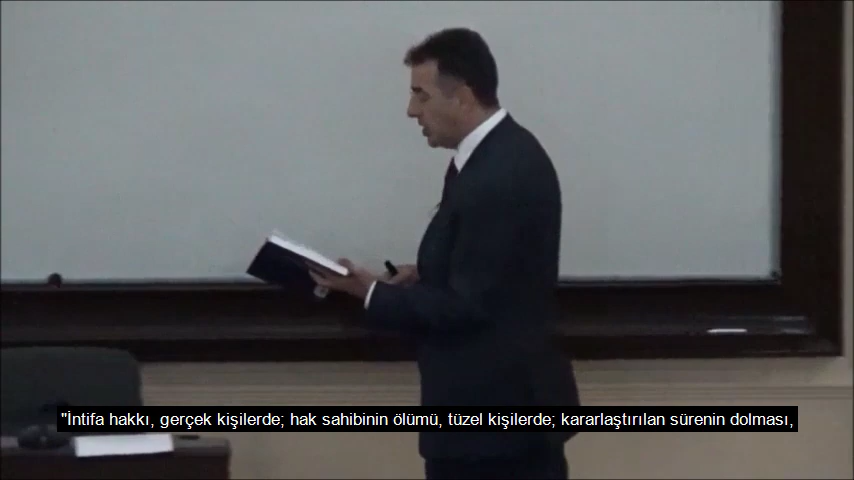 "İntifa hakkı, gerçek kişilerde; hak sahibinin ölümü, tüzel kişilerde; kararlaştırılan sürenin dolması,